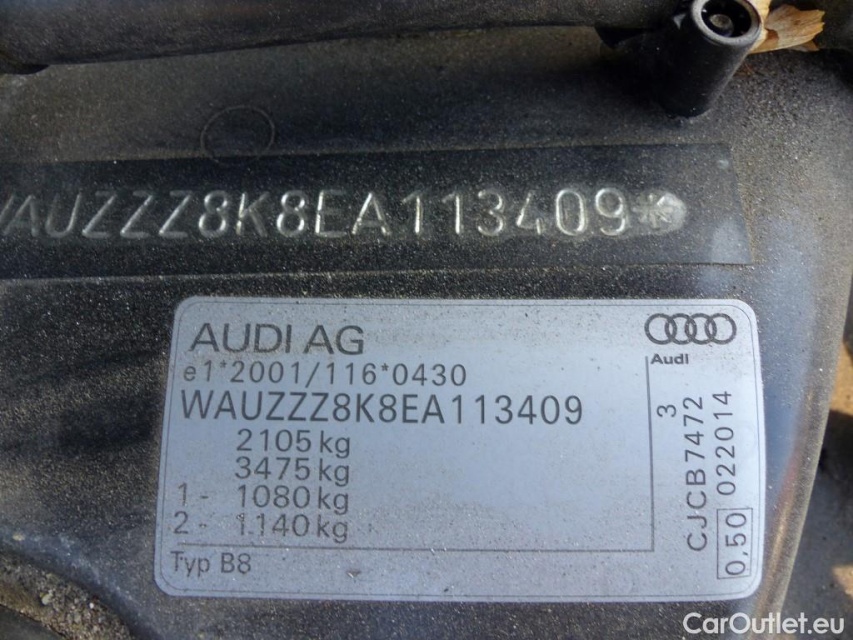 WAUZZZ8K8EA113409*
AUDI AG
Audi
e1*2001/116*0430
WAUZZZ8K8EA113409
2105 kg
3475 kg
1 - 1080 kg
2 - 1140 kg
Typ B8
3
CJCB7472
0,50 022014
CarOutlet.eu